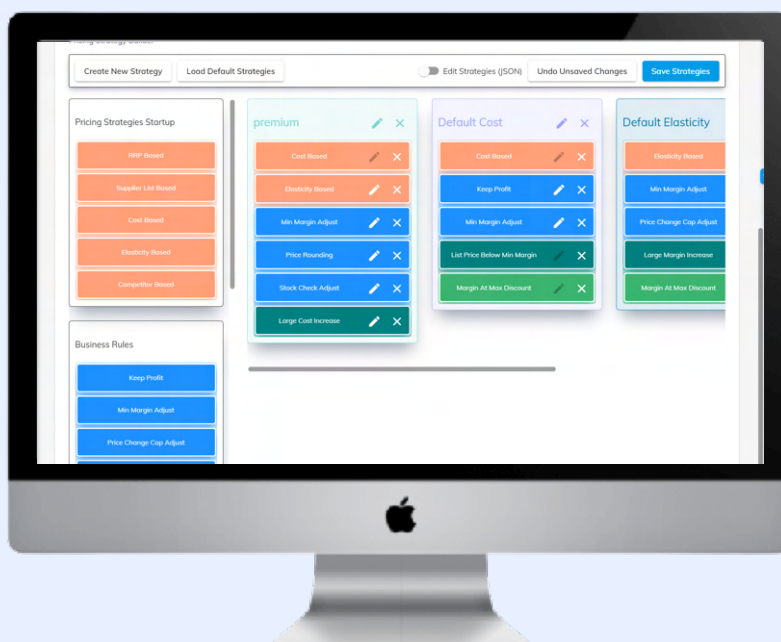 Pricing Strategy Builder
Create New Strategy
Load Default Strategies
Edit Strategies (JSON)
Undo Unsaved Changes
Save Strategies
Pricing Strategies Startup
RRP Based
Supplier List Based
Cost Based
Elasticity Based
Competitor Based
Business Rules
Keep Profit
Min Margin Adjust
Price Change Cap Adjust
premium
Cost Based
Elasticity Based
Min Margin Adjust
Price Rounding
Stock Check Adjust
Large Cost Increase
Default Cost
Cost Based
Keep Profit
Min Margin Adjust
List Price Below Min Margin
Margin At Max Discount
Default Elasticity
Elasticity Based
Min Margin Adjust
Price Change Cap Adjust
Large Margin Increase
Margin At Max Discount